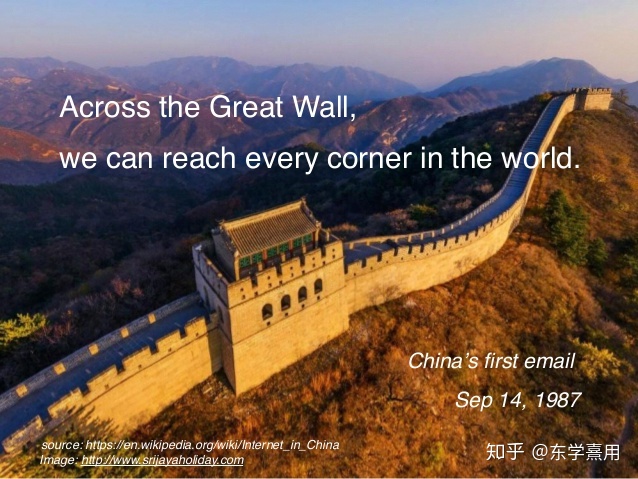 Across the Great Wall,
we can reach every corner in the world.
China's first email
Sep 14, 1987
source: https://en.wikipedia.org/wiki/Internet_in_China
Image: http://www.srijayaholiday.com
知乎 @东学熹用